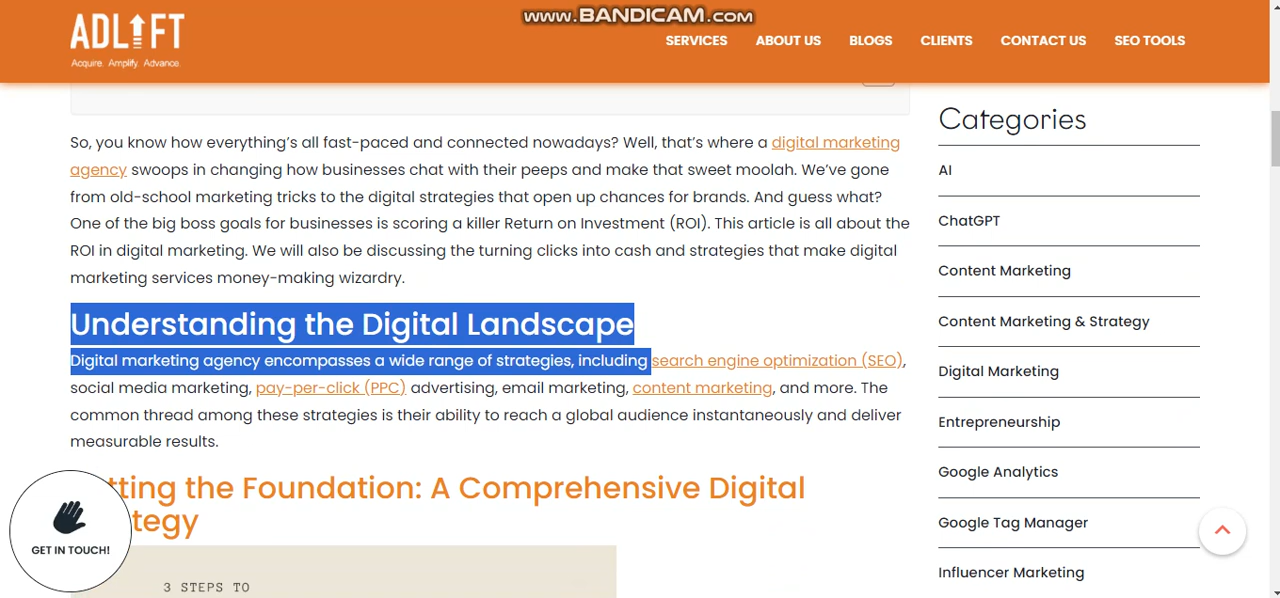 www.BANDICAM.com
ADLIFT
Acquire. Amplify. Advance.
SERVICES
ABOUT US
BLOGS
CLIENTS
CONTACT US
SEO TOOLS
So, you know how everything's all fast-paced and connected nowadays? Well, that's where a digital marketing
agency swoops in changing how businesses chat with their peeps and make that sweet moolah. We've gone
from old-school marketing tricks to the digital strategies that open up chances for brands. And guess what?
One of the big boss goals for businesses is scoring a killer Return on Investment (ROI). This article is all about the
ROI in digital marketing. We will also be discussing the turning clicks into cash and strategies that make digital
marketing services money-making wizardry.
Understanding the Digital Landscape
Digital marketing agency encompasses a wide range of strategies, including search engine optimization (SEO),
social media marketing, pay-per-click (PPC) advertising, email marketing, content marketing, and more. The
common thread among these strategies is their ability to reach a global audience instantaneously and deliver
measurable results.
tting the Foundation: A Comprehensive Digital
tegy
3 STEPS TO
GET IN TOUCH!
Categories
AI
ChatGPT
Content Marketing
Content Marketing & Strategy
Digital Marketing
Entrepreneurship
Google Analytics
Google Tag Manager
Influencer Marketing